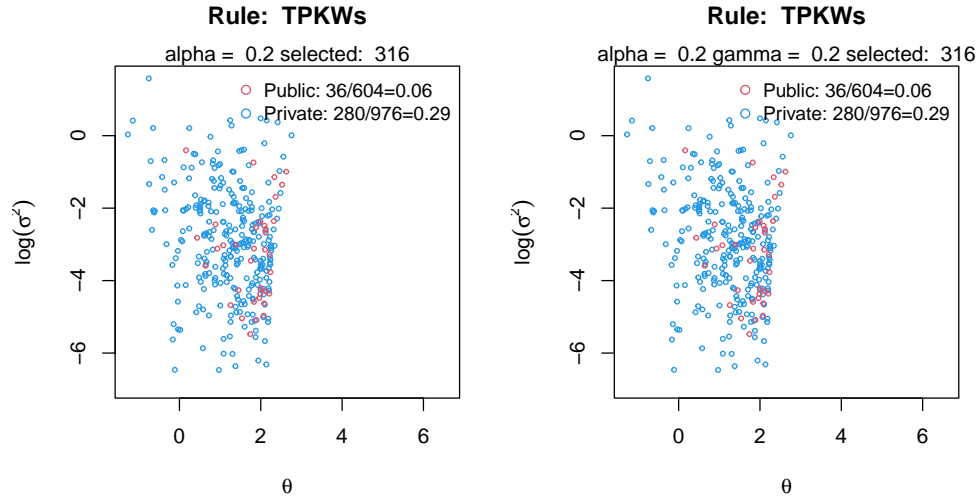 Rule: TPKWs
alpha = 0.2 selected: 316
Public: 36/604=0.06
Private: 280/976=0.29
log(σ²)
0
−2
−4
−6
0 2 4 6
θ
Rule: TPKWs
alpha = 0.2 gamma = 0.2 selected: 316
Public: 36/604=0.06
Private: 280/976=0.29
log(σ²)
0
−2
−4
−6
0 2 4 6
θ